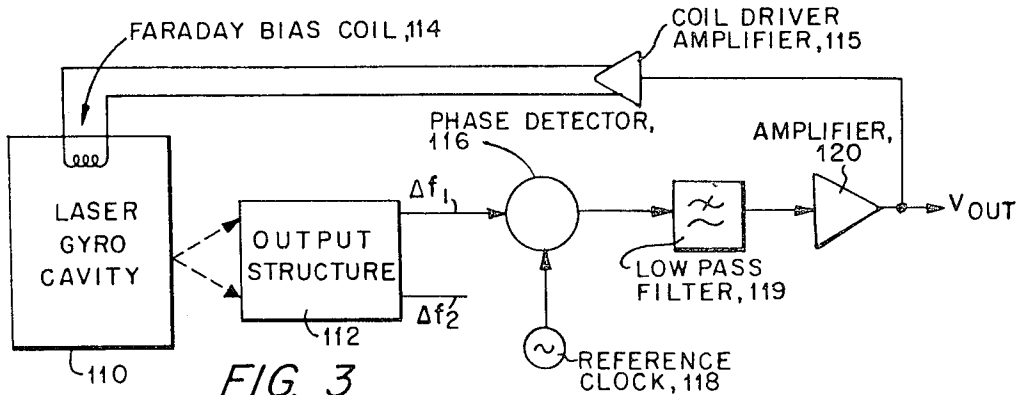 FARADAY BIAS COIL,114
COIL DRIVER
AMPLIFIER,115
PHASE DETECTOR,
116
AMPLIFIER,
120
LASER
GYRO
CAVITY
OUTPUT
STRUCTURE
Δf1
Δf2
VOUT
LOW PASS
FILTER,119
112
110
REFERENCE
CLOCK,118
FIG. 3